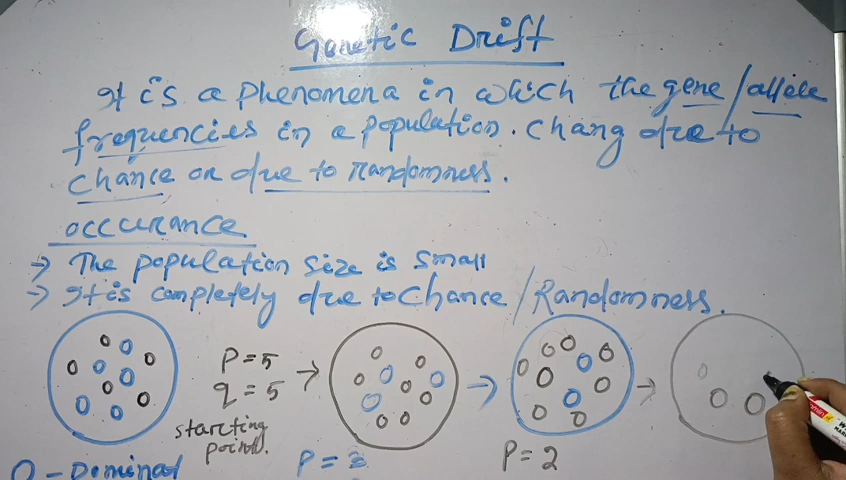 Genetic Drift
It is a phenomena in which the gene/allele
frequencies in a population. Chang due to
chance or due to Randomness.
occurance
→ The population size is small
→ It is completely due to Chance/Randomness.
P = 5
q = 5
starting
point.
P =
P = 2
O - Dominat